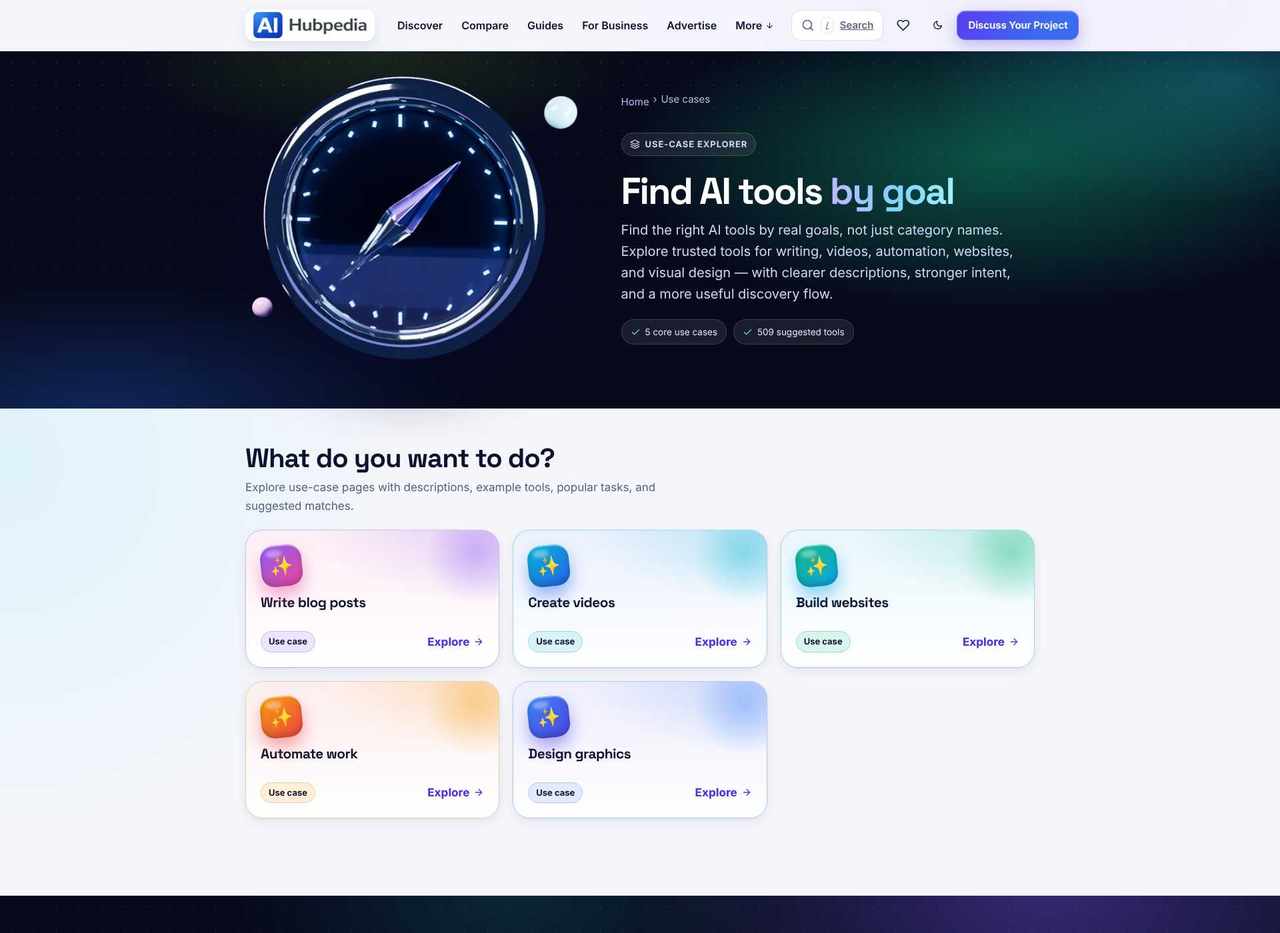 AI Hubpedia
Discover
Compare
Guides
For Business
Advertise
More ↓
/ Search
Discuss Your Project
Home › Use cases
USE-CASE EXPLORER
Find AI tools by goal
Find the right AI tools by real goals, not just category names.
Explore trusted tools for writing, videos, automation, websites,
and visual design — with clearer descriptions, stronger intent,
and a more useful discovery flow.
5 core use cases
509 suggested tools
What do you want to do?
Explore use-case pages with descriptions, example tools, popular tasks, and
suggested matches.
Write blog posts
Use case
Explore →
Create videos
Use case
Explore →
Build websites
Use case
Explore →
Automate work
Use case
Explore →
Design graphics
Use case
Explore →